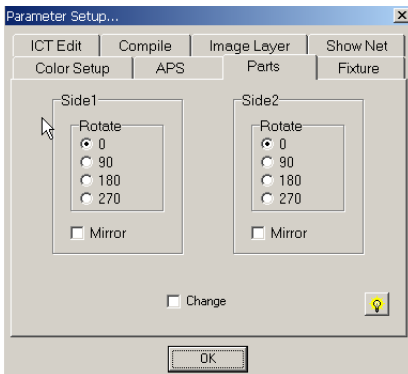 Parameter Setup...
ICT Edit Compile Image Layer Show Net
Color Setup APS Parts Fixture
Side1 Side2
Rotate Rotate
0 0
90 90
180 180
270 270
Mirror Mirror
Change
OK